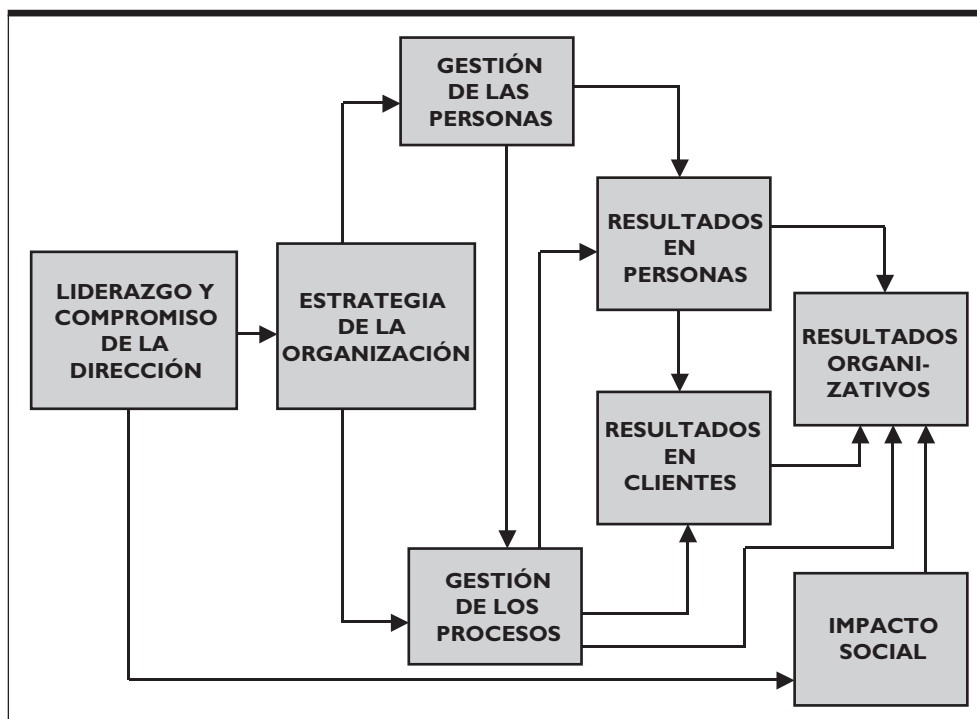 GESTIÓN
DE LAS
PERSONAS
RESULTADOS
EN
PERSONAS
LIDERAZGO Y
COMPROMISO
DE LA
DIRECCIÓN
ESTRATEGIA
DE LA
ORGANIZACIÓN
RESULTADOS
ORGANI-
ZATIVOS
RESULTADOS
EN
CLIENTES
GESTIÓN
DE LOS
PROCESOS
IMPACTO
SOCIAL